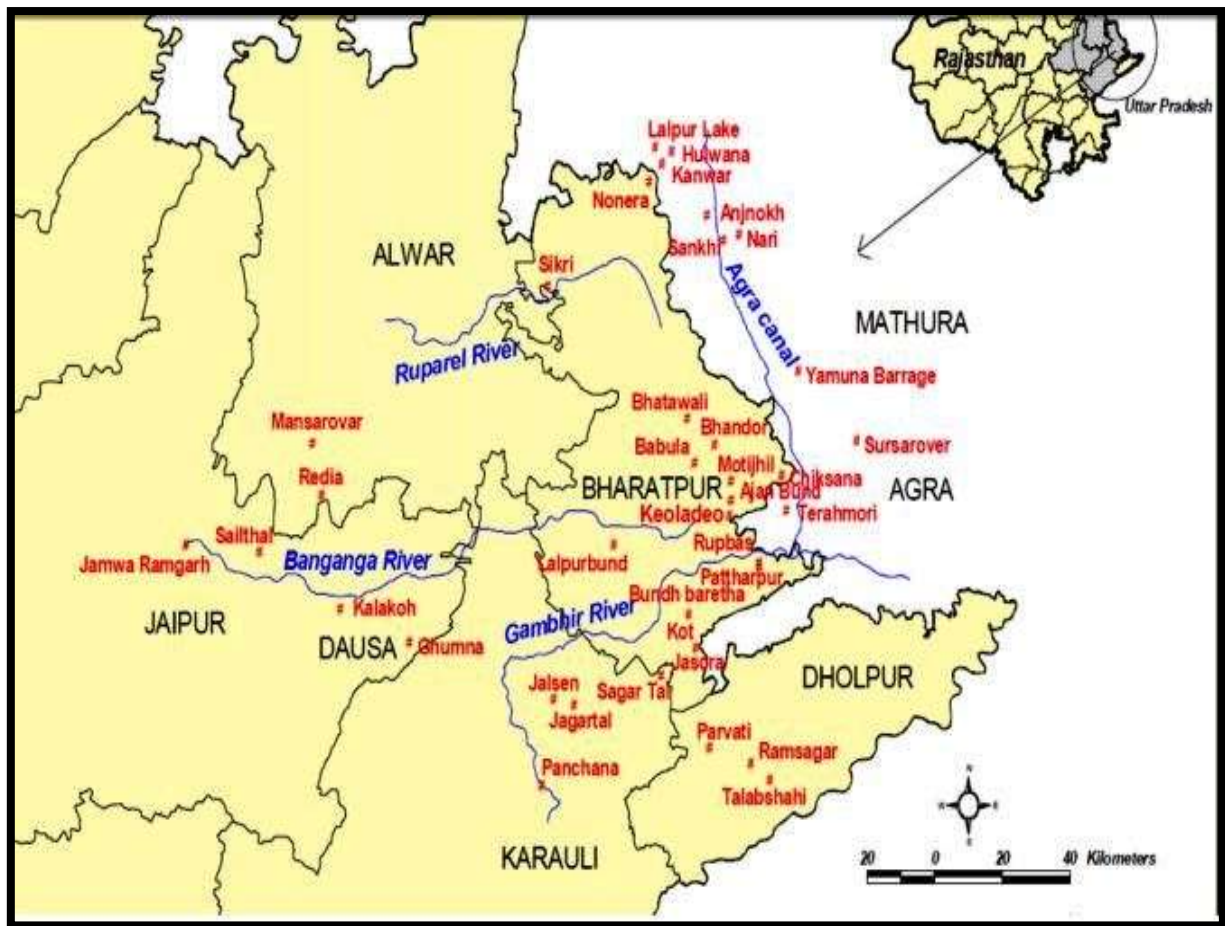 Rajasthan
Uttar Pradesh
Lalpur Lake
Hulwana
Kanwar
Nonera
Anjnokh
Sankhi
Nari
ALWAR
Sikri
Agra canal
MATHURA
Ruparel River
Yamuna Barrage
Bhatawali
Mansarovar
Bhandor
Babula
Sursarover
Motijhil
Redia
Chiksana
BHARATPUR
Ajan Bund
AGRA
Keoladeo
Terahmori
Sailthal
Rupbas
Banganga River
Jamwa Ramgarh
Lalpurbund
Pattharpur
Bundh baretha
Kalakoh
JAIPUR
Gambhir River
Kot
DAUSA
Ghumna
Jasora
DHOLPUR
Jalsen
Sagar Tal
Jagartal
Parvati
Ramsagar
Panchana
Talabshahi
N
W
E
S
KARAULI
20 0 20 40 Kilometers